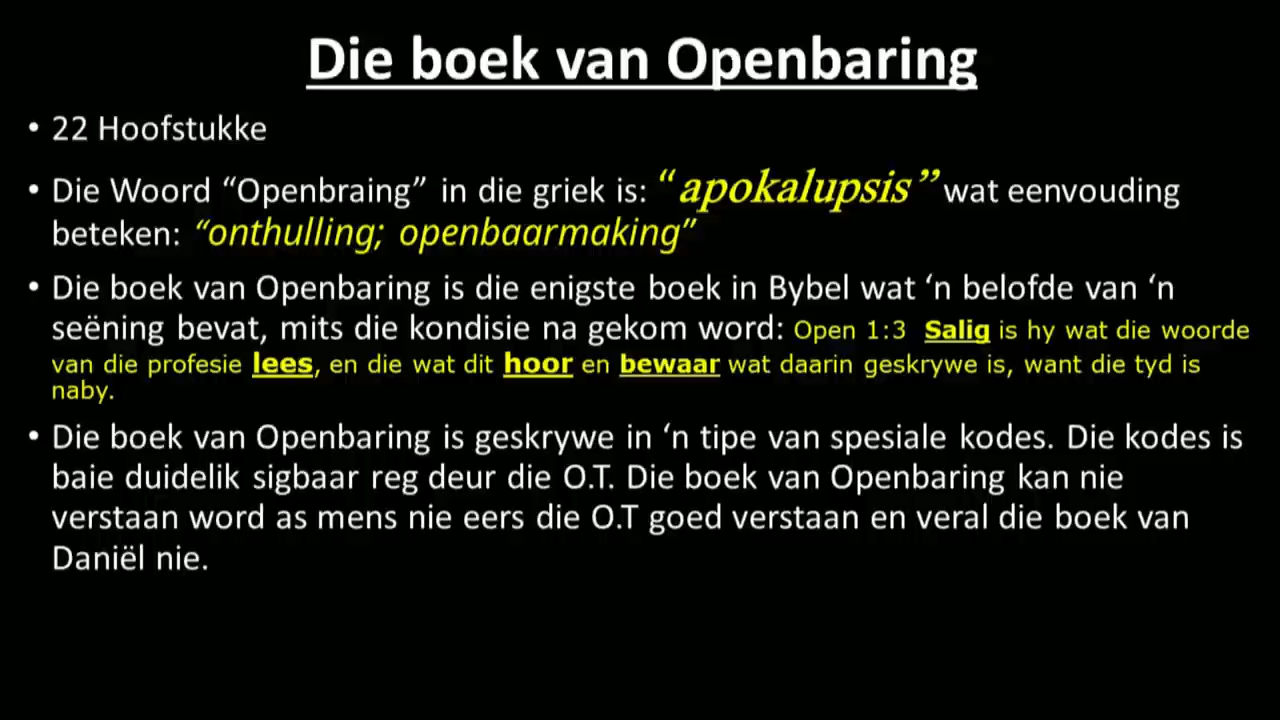 Die boek van Openbaring
• 22 Hoofstukke
• Die Woord “Openbraing” in die griek is: “apokalupsis” wat eenvouding
beteken: “onthulling; openbaarmaking”
• Die boek van Openbaring is die enigste boek in Bybel wat ‘n belofde van ‘n
seëning bevat, mits die kondisie na gekom word: Open 1:3 Salig is hy wat die woorde
van die profesie lees, en die wat dit hoor en bewaar wat daarin geskrywe is, want die tyd is
naby.
• Die boek van Openbaring is geskrywe in ‘n tipe van spesiale kodes. Die kodes is
baie duidelik sigbaar reg deur die O.T. Die boek van Openbaring kan nie
verstaan word as mens nie eers die O.T goed verstaan en veral die boek van
Daniël nie.